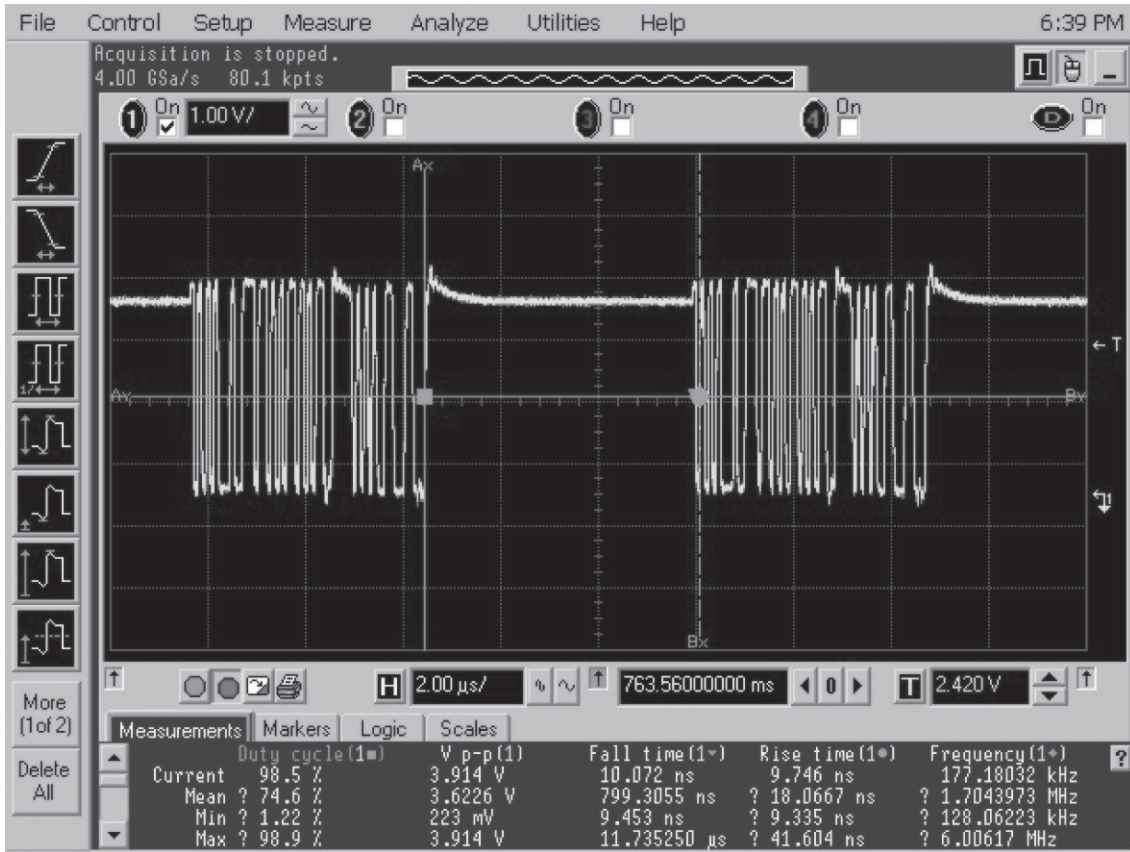 File Control Setup Measure Analyze Utilities Help 6:39 PM
Acquisition is stopped.
4.00 GSa/s 80.1 kpts
1 On 1.00 V/ 2 On 3 On 4 On D On
Ax
T
Ax By
1
Bx
More
(1of 2)
Delete
All
H 2.00 µs/ 763.56000000 ms 0 T 2.420 V
Measurements Markers Logic Scales
Duty cycle(1■) V p-p(1) Fall time(1▾) Rise time(1●) Frequency(1♦) ?
Current 98.5 % 3.914 V 10.072 ns 9.746 ns 177.18032 kHz
Mean ? 74.6 % 3.6226 V 799.3055 ns ? 18.0667 ns ? 1.7043973 MHz
Min ? 1.22 % 223 mV 9.453 ns ? 9.335 ns ? 128.06223 kHz
Max ? 98.9 % 3.914 V 11.735250 µs ? 41.604 ns ? 6.00617 MHz